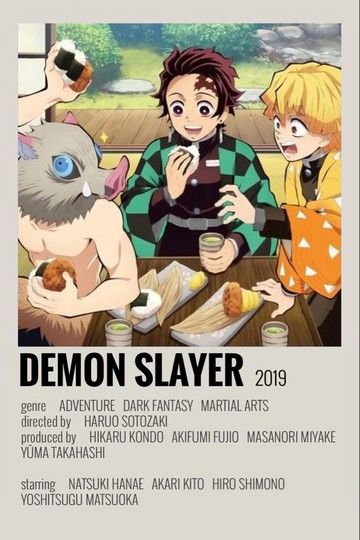 DEMON SLAYER 2019
genre ADVENTURE DARK FANTASY MARTIAL ARTS
directed by HARUO SOTOZAKI
produced by HIKARU KONDO AKIFUMI FUJIO MASANORI MIYAKE
YŪMA TAKAHASHI
starring NATSUKI HANAE AKARI KITO HIRO SHIMONO
YOSHITSUGU MATSUOKA